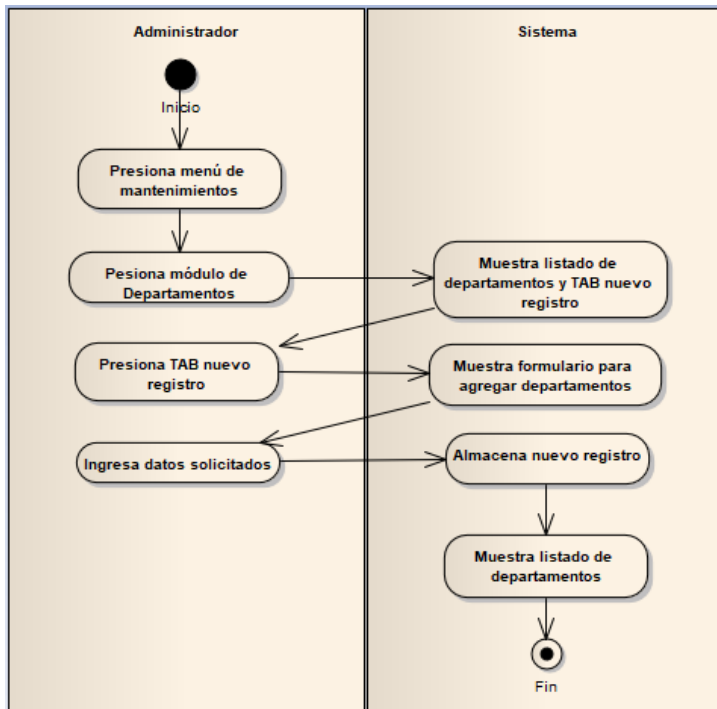 Administrador
Sistema
Inicio
Presiona menú de
mantenimientos
Pesiona módulo de
Departamentos
Muestra listado de
departamentos y TAB nuevo
registro
Presiona TAB nuevo
registro
Muestra formulario para
agregar departamentos
Ingresa datos solicitados
Almacena nuevo registro
Muestra listado de
departamentos
Fin